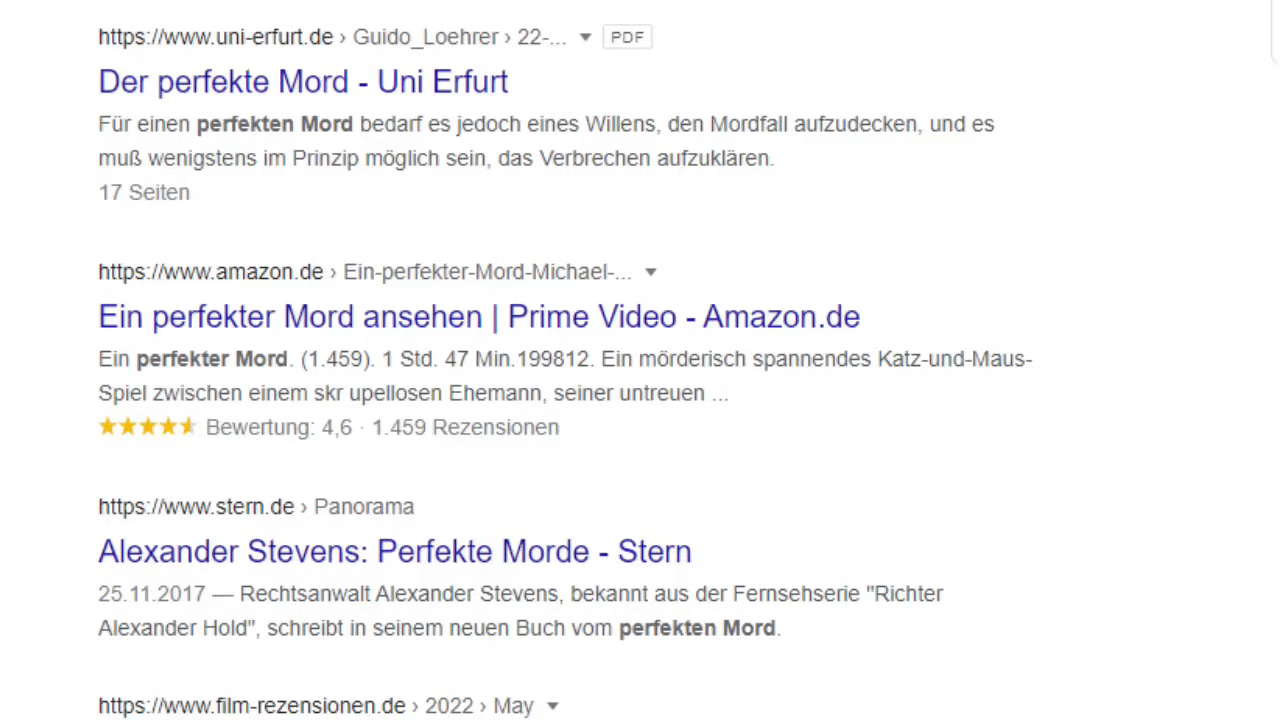 https://www.uni-erfurt.de › Guido_Loehrer › 22-... PDF
Der perfekte Mord - Uni Erfurt
Für einen perfekten Mord bedarf es jedoch eines Willens, den Mordfall aufzudecken, und es
muß wenigstens im Prinzip möglich sein, das Verbrechen aufzuklären.
17 Seiten
https://www.amazon.de › Ein-perfekter-Mord-Michael-...
Ein perfekter Mord ansehen | Prime Video - Amazon.de
Ein perfekter Mord. (1.459). 1 Std. 47 Min.199812. Ein mörderisch spannendes Katz-und-Maus-
Spiel zwischen einem skr upellosen Ehemann, seiner untreuen ...
Bewertung: 4,6 · 1.459 Rezensionen
https://www.stern.de › Panorama
Alexander Stevens: Perfekte Morde - Stern
25.11.2017 — Rechtsanwalt Alexander Stevens, bekannt aus der Fernsehserie "Richter
Alexander Hold", schreibt in seinem neuen Buch vom perfekten Mord.
https://www.film-rezensionen.de › 2022 › May